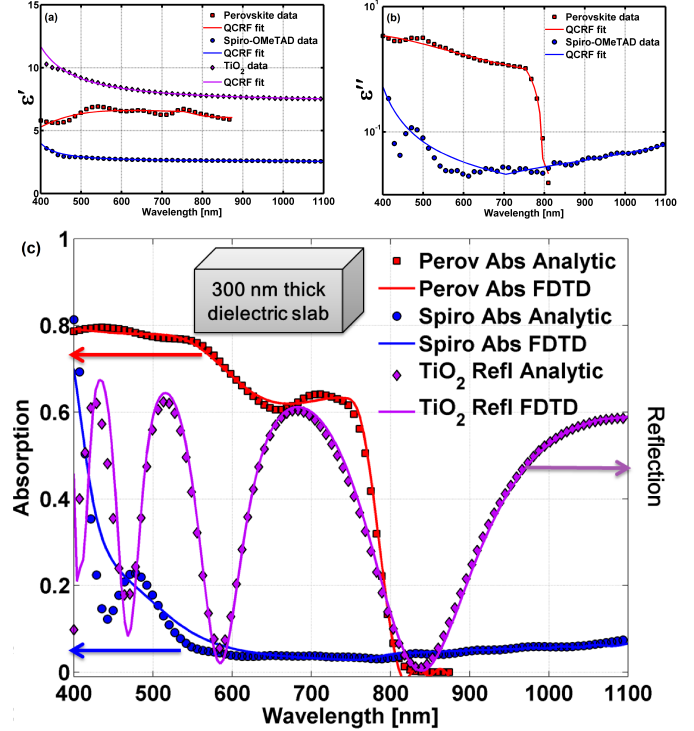 (a)
Perovskite data
QCRF fit
Spiro-OMeTAD data
QCRF fit
TiO2 data
QCRF fit
15
10
5
0
ε′
400 500 600 700 800 900 1000 1100
Wavelength [nm]
(b)
Perovskite data
QCRF fit
Spiro-OMeTAD data
QCRF fit
10^-1
ε″
400 500 600 700 800 900 1000 1100
Wavelength [nm]
(c)
300 nm thick
dielectric slab
Perov Abs Analytic
Perov Abs FDTD
Spiro Abs Analytic
Spiro Abs FDTD
TiO2 Refl Analytic
TiO2 Refl FDTD
1
0.8
0.6
0.4
0.2
0
Absorption
Reflection
400 500 600 700 800 900 1000 1100
Wavelength [nm]